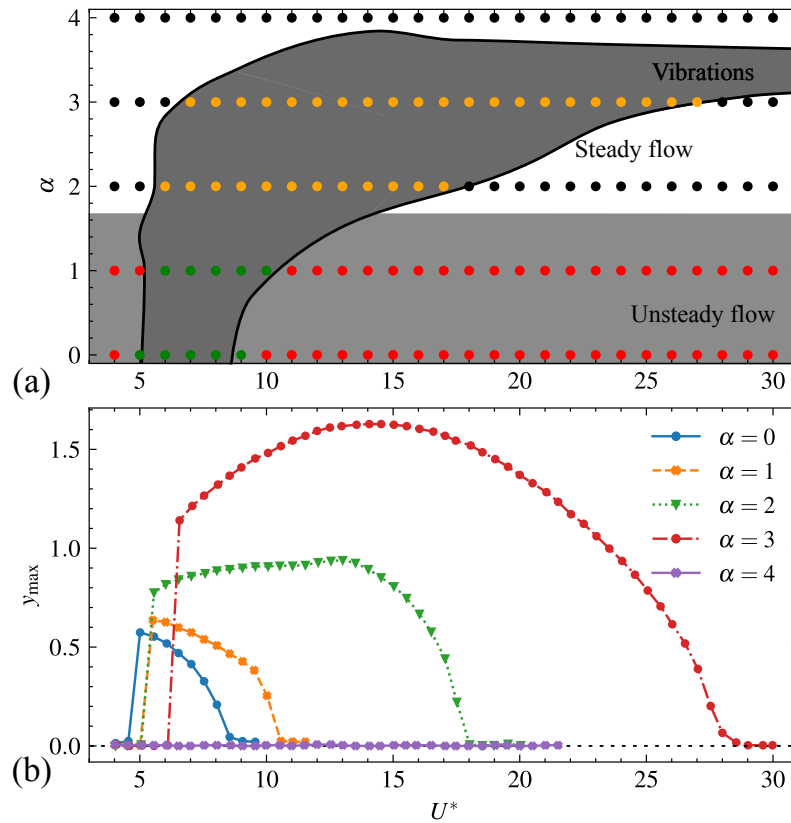 4
3
2
1
0
α
Vibrations
Steady flow
Unsteady flow
5 10 15 20 25 30
(a)
1.5
1.0
0.5
0.0
y_max
α = 0
α = 1
α = 2
α = 3
α = 4
5 10 15 20 25 30
U*
(b)